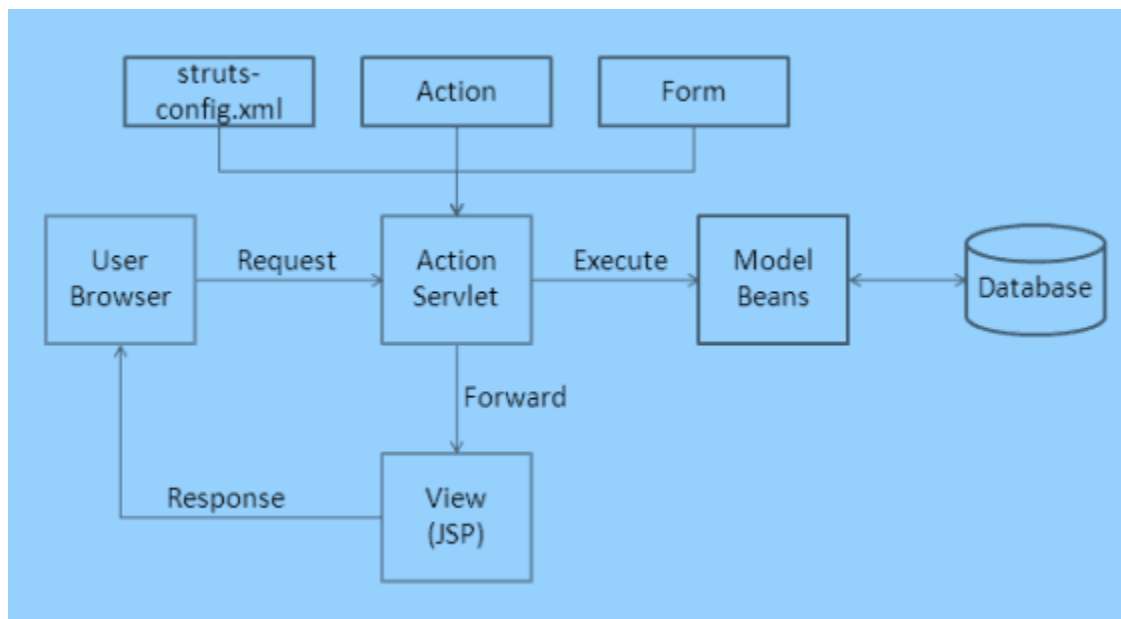 struts-
config.xml
Action
Form
User
Browser
Request
Action
Servlet
Execute
Model
Beans
Database
Forward
Response
View
(JSP)